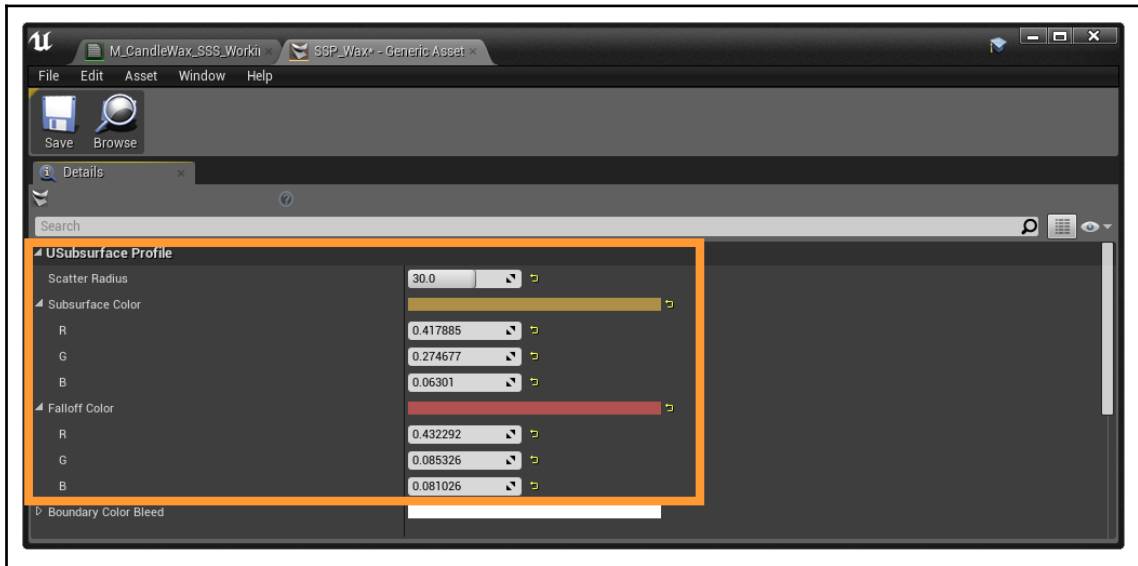 M_CandleWax_SSS_Workin SSP_Wax* - Generic Asset
File Edit Asset Window Help
Save Browse
Details
Search
USubsurface Profile
Scatter Radius 30.0
Subsurface Color
R 0.417885
G 0.274677
B 0.06301
Falloff Color
R 0.432292
G 0.085326
B 0.081026
Boundary Color Bleed